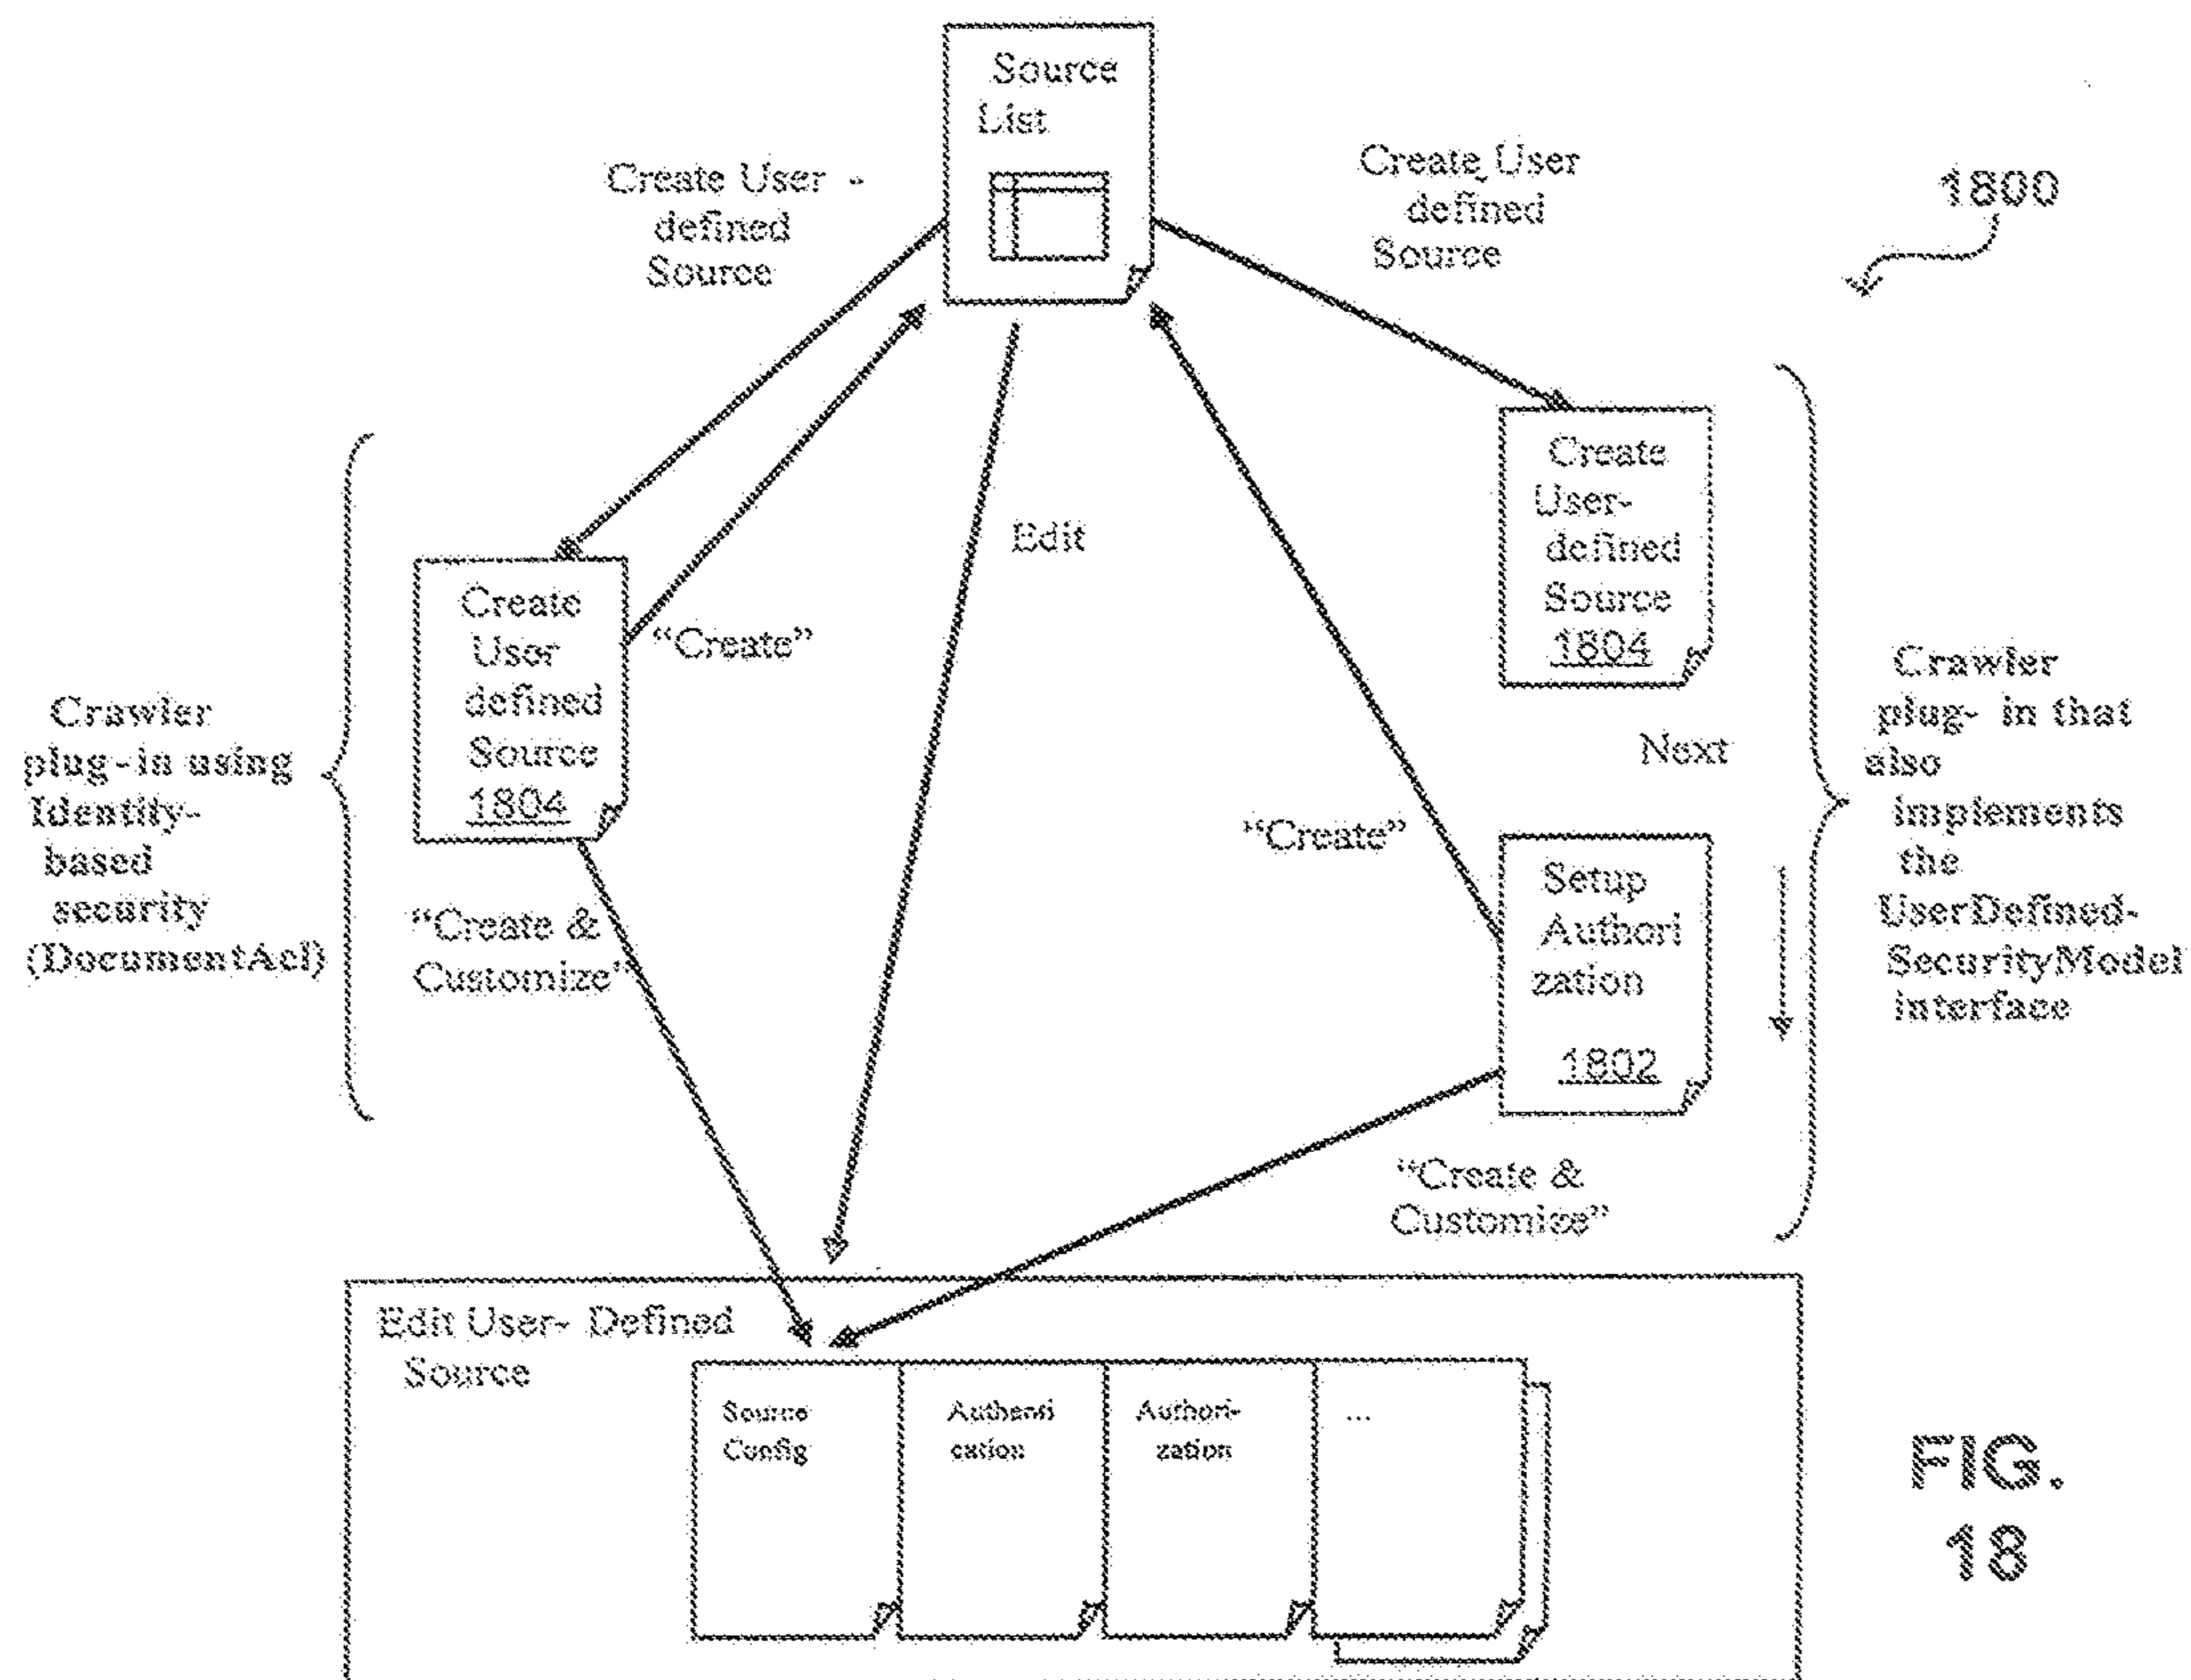 Source
List
Create User -
defined
Source
Create User
defined
Source
1800
Create
User-
defined
Source
1804
Edit
Create
User
defined
Source
1804
"Create"
Crawler
plug-in using
Identity-
based
security
(DocumentAcl)
Crawler
plug- in that
also
implements
the
UserDefined-
SecurityModel
interface
Next
"Create"
Setup
Authori
zation
1802
"Create &
Customize"
"Create &
Customize"
Edit User- Defined
Source
Source
Config
Authenti
cation
Authori-
zation
...
FIG.
18